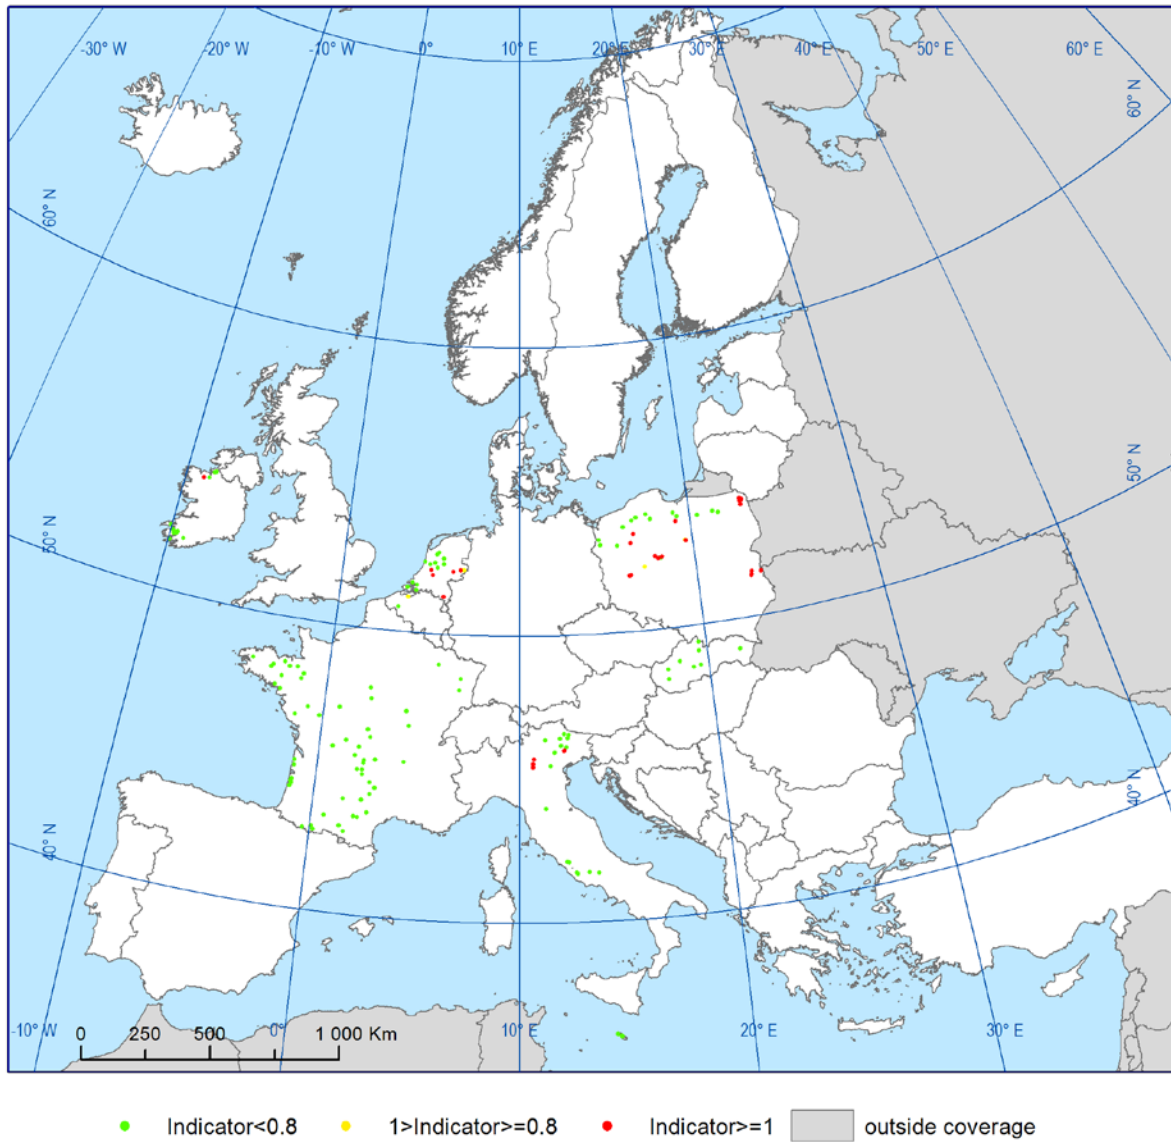 -30° W -20° W -10° W 0° 10° E 20° E 30° E 40° E 50° E 60° E
60° N
60° N
50° N
50° N
40° N
40° N
-10° W 0° 10° E 20° E 30° E
0 250 500 1 000 Km
Indicator<0.8 1>Indicator>=0.8 Indicator>=1 outside coverage